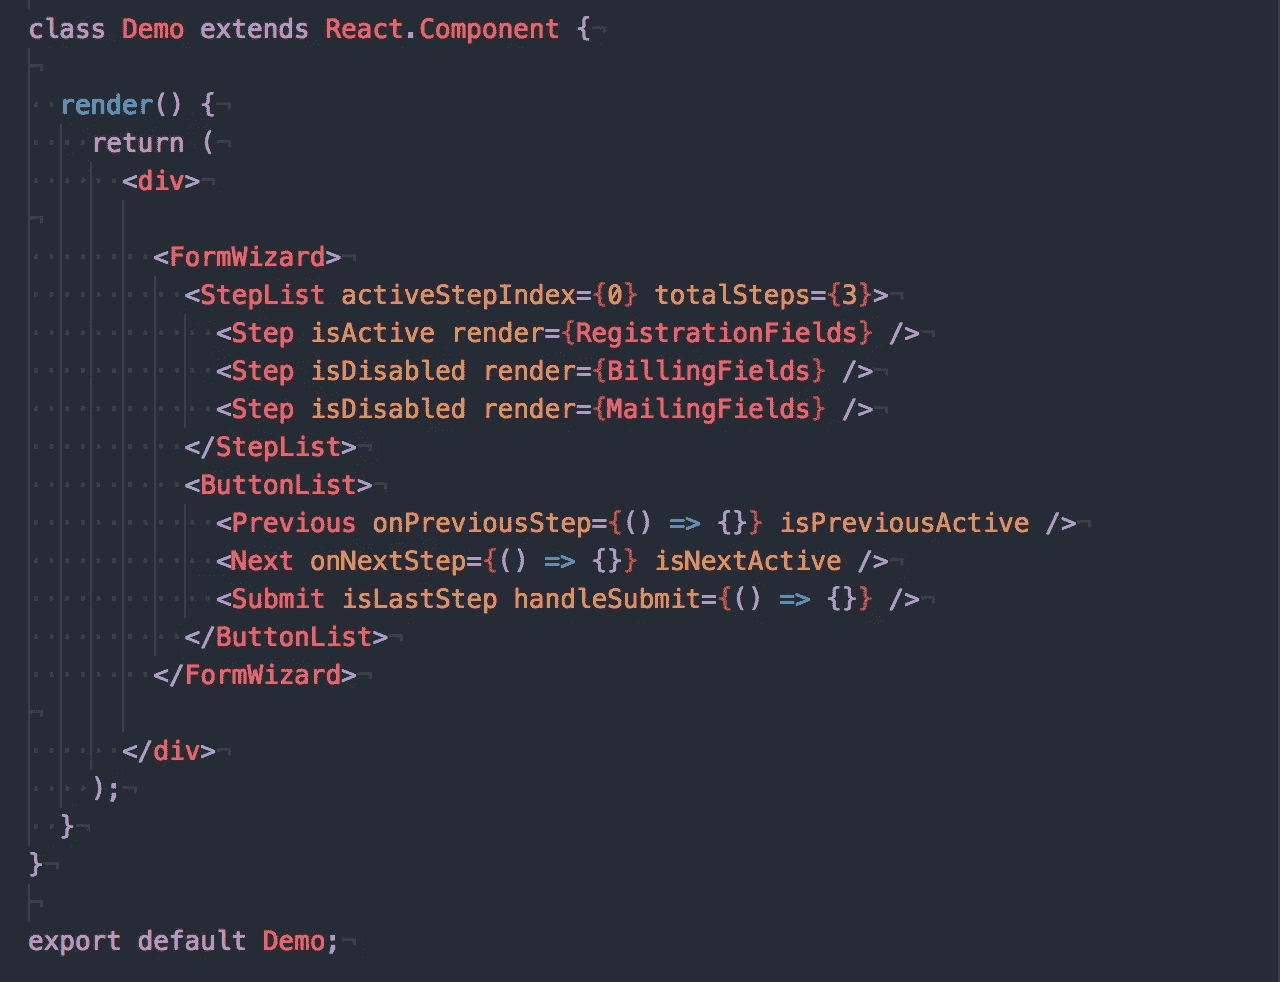 class Demo extends React.Component {
  render() {
    return (
      <div>
        <FormWizard>
          <StepList activeStepIndex={0} totalSteps={3}>
            <Step isActive render={RegistrationFields} />
            <Step isDisabled render={BillingFields} />
            <Step isDisabled render={MailingFields} />
          </StepList>
          <ButtonList>
            <Previous onPreviousStep={() => {}} isPreviousActive />
            <Next onNextStep={() => {}} isNextActive />
            <Submit isLastStep handleSubmit={() => {}} />
          </ButtonList>
        </FormWizard>
      </div>
    );
  }
}
export default Demo;